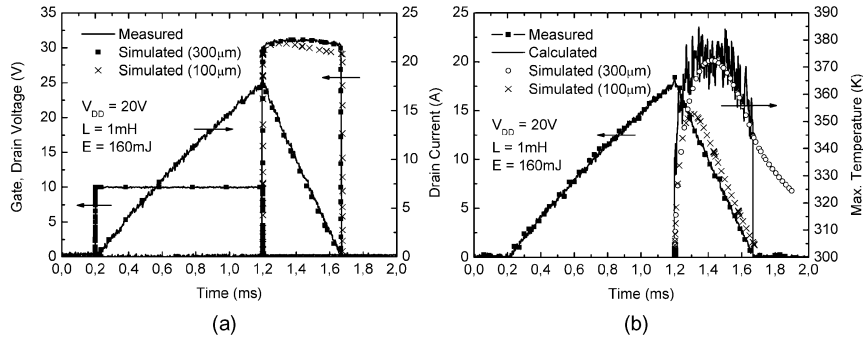 35
30
25
20
15
10
5
0
Gate, Drain Voltage (V)
Measured
Simulated (300μm)
Simulated (100μm)
V_DD = 20V
L = 1mH
E = 160mJ
25
20
15
10
5
0
0,0 0,2 0,4 0,6 0,8 1,0 1,2 1,4 1,6 1,8 2,0
Time (ms)
(a)
25
20
15
10
5
0
Drain Current (A)
Measured
Calculated
Simulated (300μm)
Simulated (100μm)
V_DD = 20V
L = 1mH
E = 160mJ
390
380
370
360
350
340
330
320
310
300
Max. Temperature (K)
0,0 0,2 0,4 0,6 0,8 1,0 1,2 1,4 1,6 1,8 2,0
Time (ms)
(b)